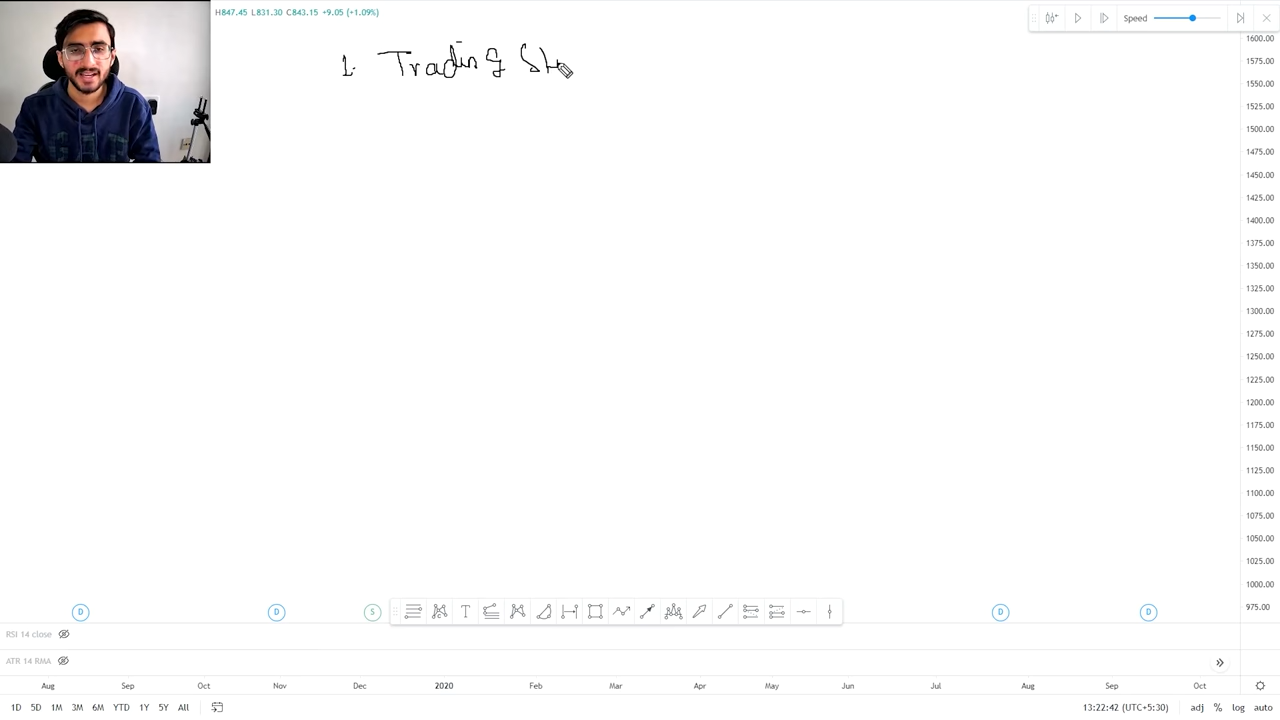 H847.45 L831.30 C843.15 +9.05 (+1.09%)
Speed
1. Trading
1600.00
1575.00
1550.00
1525.00
1500.00
1475.00
1450.00
1425.00
1400.00
1375.00
1350.00
1325.00
1300.00
1275.00
1250.00
1225.00
1200.00
1175.00
1150.00
1125.00
1100.00
1075.00
1050.00
1025.00
1000.00
975.00
D D S D D
T
RSI 14 close
ATR 14 RMA
Aug Sep Oct Nov Dec 2020 Feb Mar Apr May Jun Jul Aug Sep Oct
1D 5D 1M 3M 6M YTD 1Y 5Y All 13:22:42 (UTC+5:30) adj % log auto